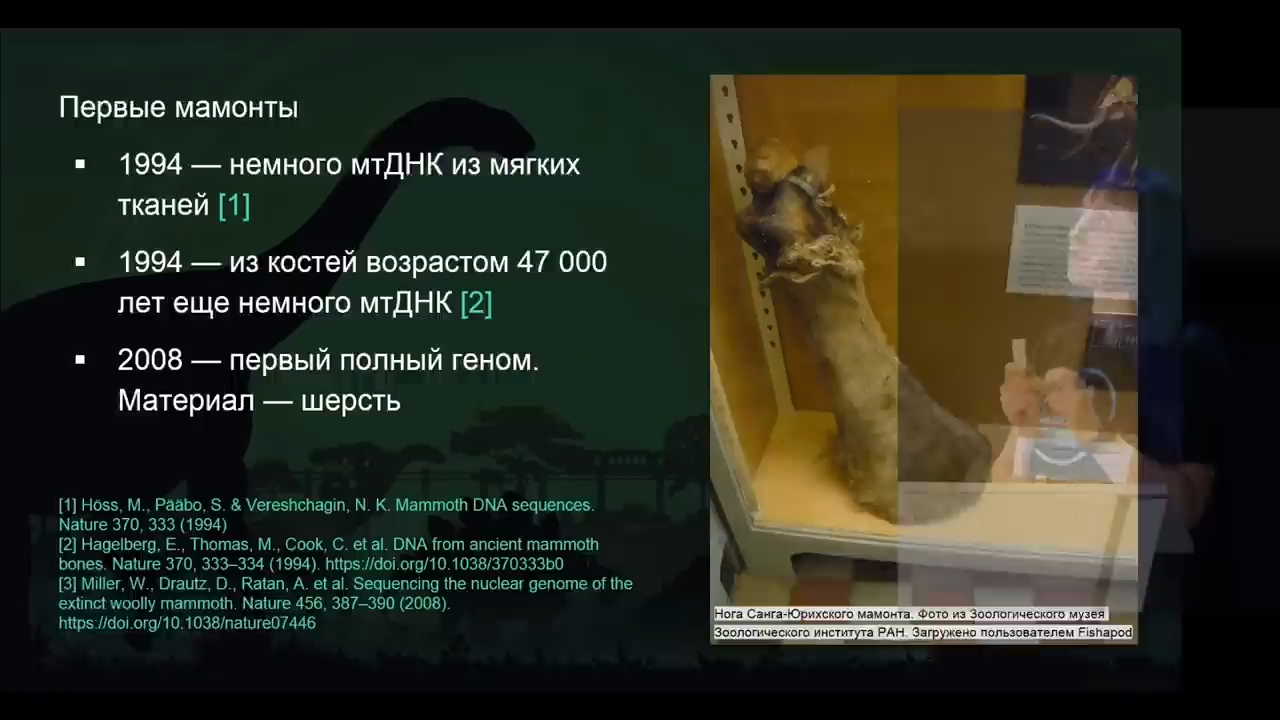 Первые мамонты
▪ 1994 — немного мтДНК из мягких
тканей [1]
▪ 1994 — из костей возрастом 47 000
лет еще немного мтДНК [2]
▪ 2008 — первый полный геном.
Материал — шерсть
[1] Höss, M., Pääbo, S. & Vereshchagin, N. K. Mammoth DNA sequences.
Nature 370, 333 (1994)
[2] Hagelberg, E., Thomas, M., Cook, C. et al. DNA from ancient mammoth
bones. Nature 370, 333–334 (1994). https://doi.org/10.1038/370333b0
[3] Miller, W., Drautz, D., Ratan, A. et al. Sequencing the nuclear genome of the
extinct woolly mammoth. Nature 456, 387–390 (2008).
https://doi.org/10.1038/nature07446
Нога Санга-Юрихского мамонта. Фото из Зоологического музея
Зоологического института РАН. Загружено пользователем Fishapod